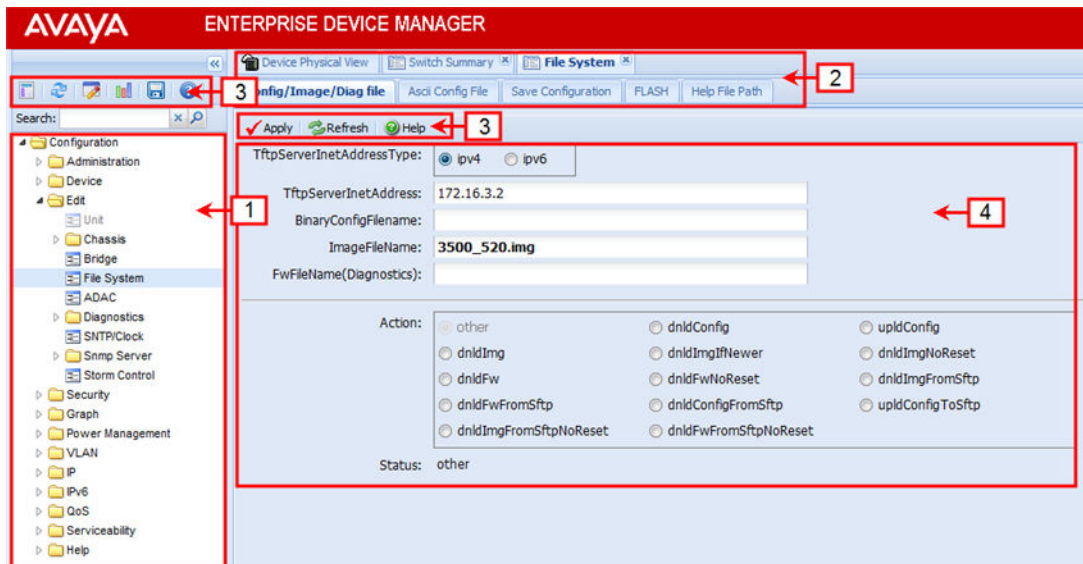 AVAYA ENTERPRISE DEVICE MANAGER
Device Physical View Switch Summary File System
2
3
nfig/Image/Diag file Ascii Config File Save Configuration FLASH Help File Path
Search:
Apply Refresh Help
3
Configuration
Administration
Device
Edit
Unit
Chassis
Bridge
File System
ADAC
Diagnostics
SNTP/Clock
Snmp Server
Storm Control
Security
Graph
Power Management
VLAN
IP
IPv6
QoS
Serviceability
Help
1
TftpServerInetAddressType: ipv4 ipv6
TftpServerInetAddress: 172.16.3.2
BinaryConfigFilename:
ImageFileName: 3500_520.img
FwFileName(Diagnostics):
4
Action: other dnldConfig upldConfig
dnldImg dnldImgIfNewer dnldImgNoReset
dnldFw dnldFwNoReset dnldImgFromSftp
dnldFwFromSftp dnldConfigFromSftp upldConfigToSftp
dnldImgFromSftpNoReset dnldFwFromSftpNoReset
Status: other